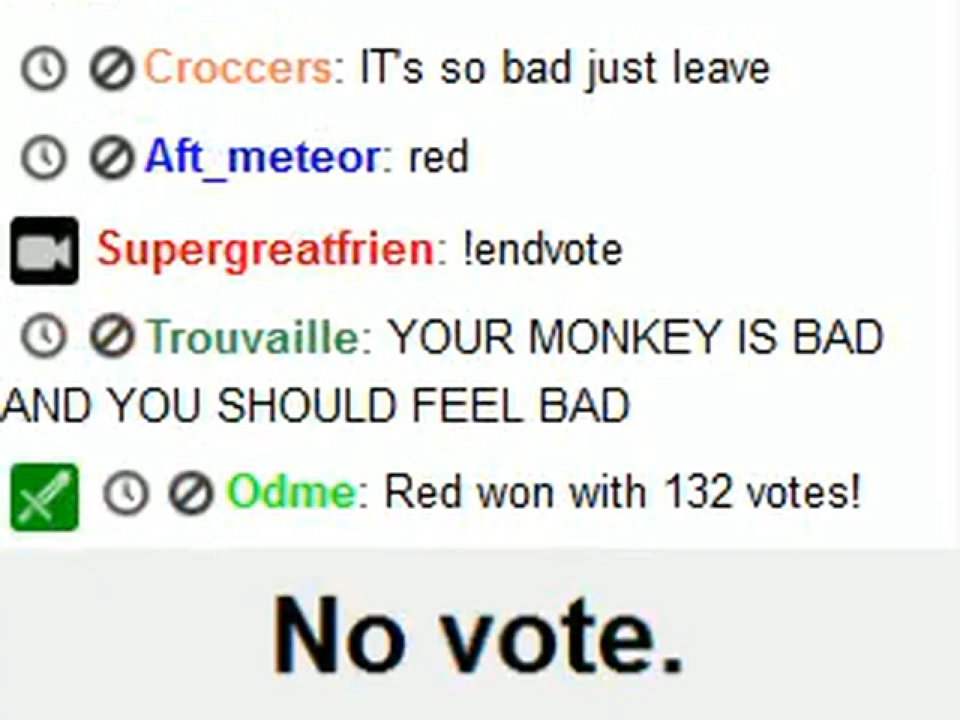 Croccers: IT's so bad just leave
Aft_meteor: red
Supergreatfrien: !endvote
Trouvaille: YOUR MONKEY IS BAD
AND YOU SHOULD FEEL BAD
Odme: Red won with 132 votes!
No vote.